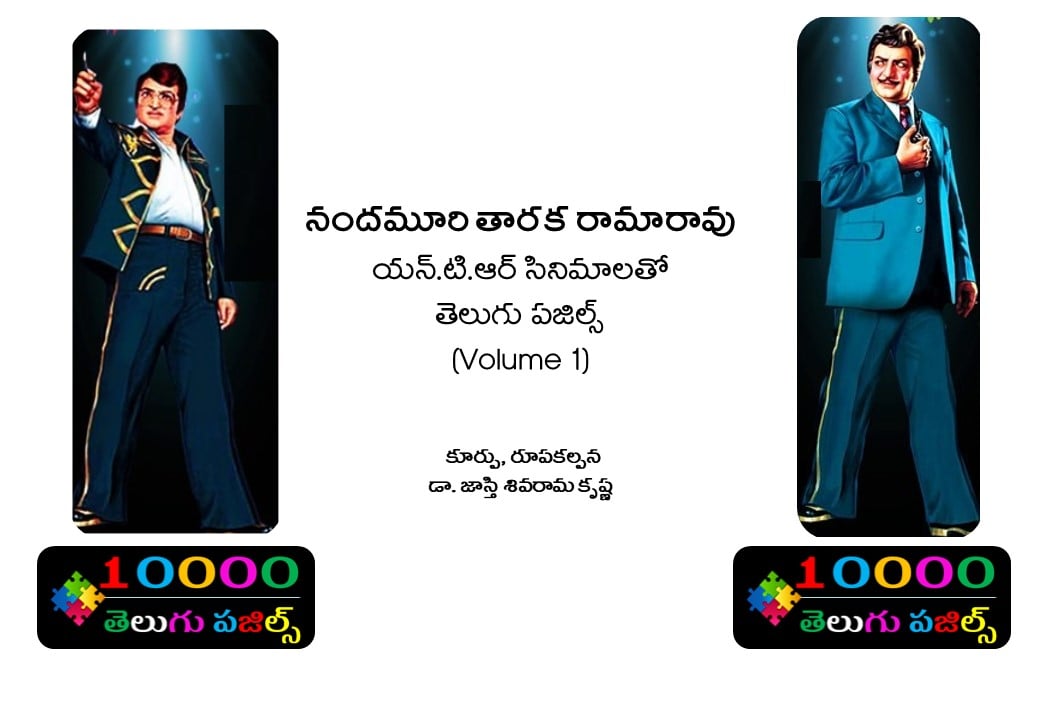 నందమూరి తారక రామారావు
యన్.టి.ఆర్ సినిమాలతో
తెలుగు పజిల్స్
(Volume 1)
కూర్పు, రూపకల్పన
డా. జాస్తి శివరామ కృష్ణ
10000
తెలుగు పజిల్స్
10000
తెలుగు పజిల్స్